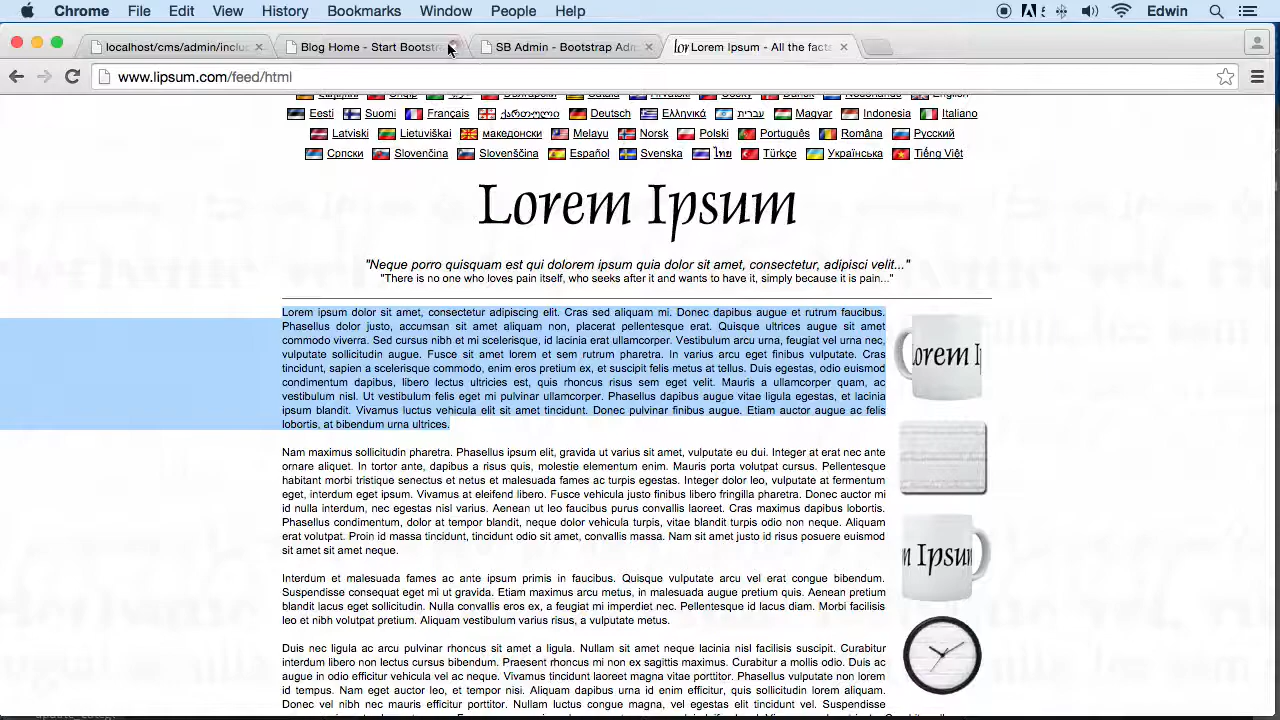 Chrome File Edit View History Bookmarks Window People Help Edwin
localhost/cms/admin/inclu Blog Home - Start Bootstr SB Admin - Bootstrap Adm Lorem Ipsum - All the facts
www.lipsum.com/feed/html
Eesti Suomi Français ქართული Deutsch Ελληνικά עברית Magyar Indonesia Italiano
Latviski Lietuviškai македонски Melayu Norsk Polski Português Româna Русский
Српски Slovenčina Slovenščina Español Svenska ไทย Türkçe Українська Tiếng Việt
Lorem Ipsum
"Neque porro quisquam est qui dolorem ipsum quia dolor sit amet, consectetur, adipisci velit..."
"There is no one who loves pain itself, who seeks after it and wants to have it, simply because it is pain..."
Lorem ipsum dolor sit amet, consectetur adipiscing elit. Cras sed aliquam mi. Donec dapibus augue et rutrum faucibus.
Phasellus dolor justo, accumsan sit amet aliquam non, placerat pellentesque erat. Quisque ultrices augue sit amet
commodo viverra. Sed cursus nibh et mi scelerisque, id lacinia erat ullamcorper. Vestibulum arcu urna, feugiat vel urna nec,
vulputate sollicitudin augue. Fusce sit amet lorem et sem rutrum pharetra. In varius arcu eget finibus vulputate. Cras
tincidunt, sapien a scelerisque commodo, enim eros pretium ex, et suscipit felis metus at tellus. Duis egestas, odio euismod
condimentum dapibus, libero lectus ultricies est, quis rhoncus risus sem eget velit. Mauris a ullamcorper quam, ac
vestibulum nisl. Ut vestibulum felis eget mi pulvinar ullamcorper. Phasellus dapibus augue vitae ligula egestas, et lacinia
ipsum blandit. Vivamus luctus vehicula elit sit amet tincidunt. Donec pulvinar finibus augue. Etiam auctor augue ac felis
lobortis, at bibendum urna ultrices.
Nam maximus sollicitudin pharetra. Phasellus ipsum elit, gravida ut varius sit amet, vulputate eu dui. Integer at erat nec ante
ornare aliquet. In tortor ante, dapibus a risus quis, molestie elementum enim. Mauris porta volutpat cursus. Pellentesque
habitant morbi tristique senectus et netus et malesuada fames ac turpis egestas. Integer dolor leo, vulputate at fermentum
eget, interdum eget ipsum. Vivamus at eleifend libero. Fusce vehicula justo finibus libero fringilla pharetra. Donec auctor mi
id nulla interdum, nec egestas nisl varius. Aenean ut leo faucibus purus convallis laoreet. Cras maximus dapibus lobortis.
Phasellus condimentum, dolor at tempor blandit, neque dolor vehicula turpis, vitae blandit turpis odio non neque. Aliquam
erat volutpat. Proin id massa tincidunt, tincidunt odio sit amet, convallis massa. Nam sit amet justo id risus posuere euismod
sit amet sit amet neque.
Interdum et malesuada fames ac ante ipsum primis in faucibus. Quisque vulputate arcu vel erat congue bibendum.
Suspendisse consequat eget mi ut gravida. Etiam maximus arcu metus, in malesuada augue pretium quis. Aenean pretium
blandit lacus eget sollicitudin. Nulla convallis eros ex, a feugiat mi imperdiet nec. Pellentesque id lacus diam. Morbi facilisis
leo et nibh volutpat pretium. Aliquam vestibulum varius risus, a vulputate metus.
Duis nec ligula ac arcu pulvinar rhoncus sit amet a ligula. Nullam sit amet neque lacinia nisl facilisis suscipit. Curabitur
interdum libero non lectus cursus bibendum. Praesent rhoncus mi non ex sagittis maximus. Curabitur a mollis odio. Duis ac
augue in odio efficitur vehicula vel ac neque. Vivamus tincidunt laoreet magna vitae porttitor. Phasellus vulputate non lorem
id tempus. Nam eget auctor leo, et tempor nisi. Aliquam dapibus urna id enim efficitur, quis sollicitudin lorem aliquam.
Donec vel nisl ac mauris efficitur porttitor. Nullam luctus congue magna, vel egestas elit tincidunt vel. Suspendisse